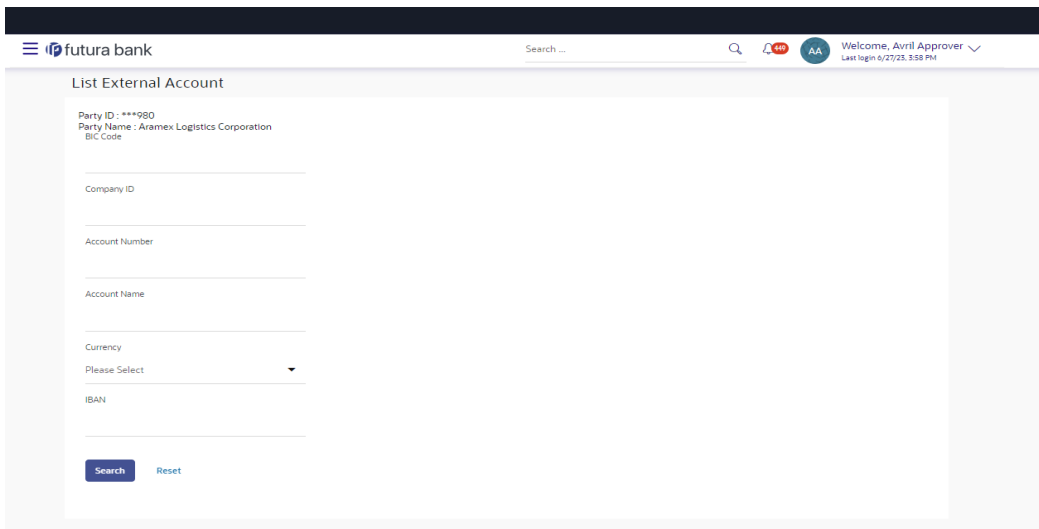 futura bank
Search ...
449
AA
Welcome, Avril Approver
Last login 6/27/23, 3:58 PM
List External Account
Party ID : ***980
Party Name : Aramex Logistics Corporation
BIC Code
Company ID
Account Number
Account Name
Currency
Please Select
IBAN
Search
Reset